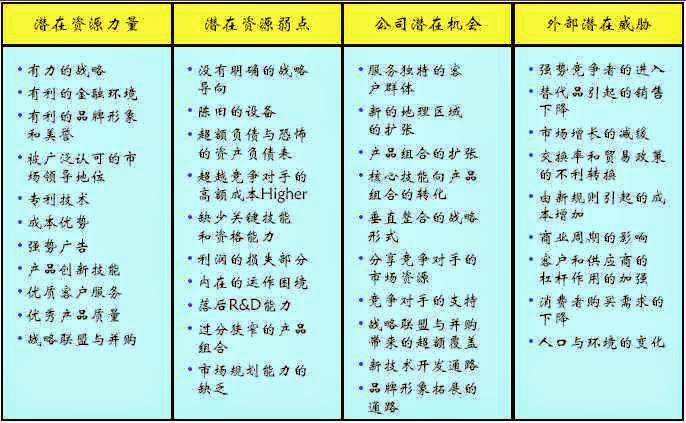 潜在资源力量
有力的战略
有利的金融环境
有利的品牌形象
和美誉
被广泛认可的市
场领导地位
专利技术
成本优势
强势广告
产品创新技能
优质客户服务
优秀产品质量
战略联盟与并购
潜在资源弱点
没有明确的战略
导向
陈旧的设备
超额负债与恐怖
的资产负债表
超越竞争对手的
高额成本Higher
缺少关键技能
和资格能力
利润的损失部分
内在的运作困境
落后R&D能力
过分狭窄的产品
组合
市场规划能力的
缺乏
公司潜在机会
服务独特的客
户群体
新的地理区域
的扩张
产品组合的扩张
核心技能向产品
组合的转化
垂直整合的战略
形式
分享竞争对手的
市场资源
竞争对手的支持
战略联盟与并购
带来的超额覆盖
新技术开发通路
品牌形象拓展的
通路
外部潜在威胁
强势竞争者的进入
替代品引起的销售
下降
市场增长的减缓
交换率和贸易政策
的不利转换
由新规则引起的成
本增加
商业周期的影响
客户和供应商的
杠杆作用的加强
消费者购买需求的
下降
人口与环境的变化